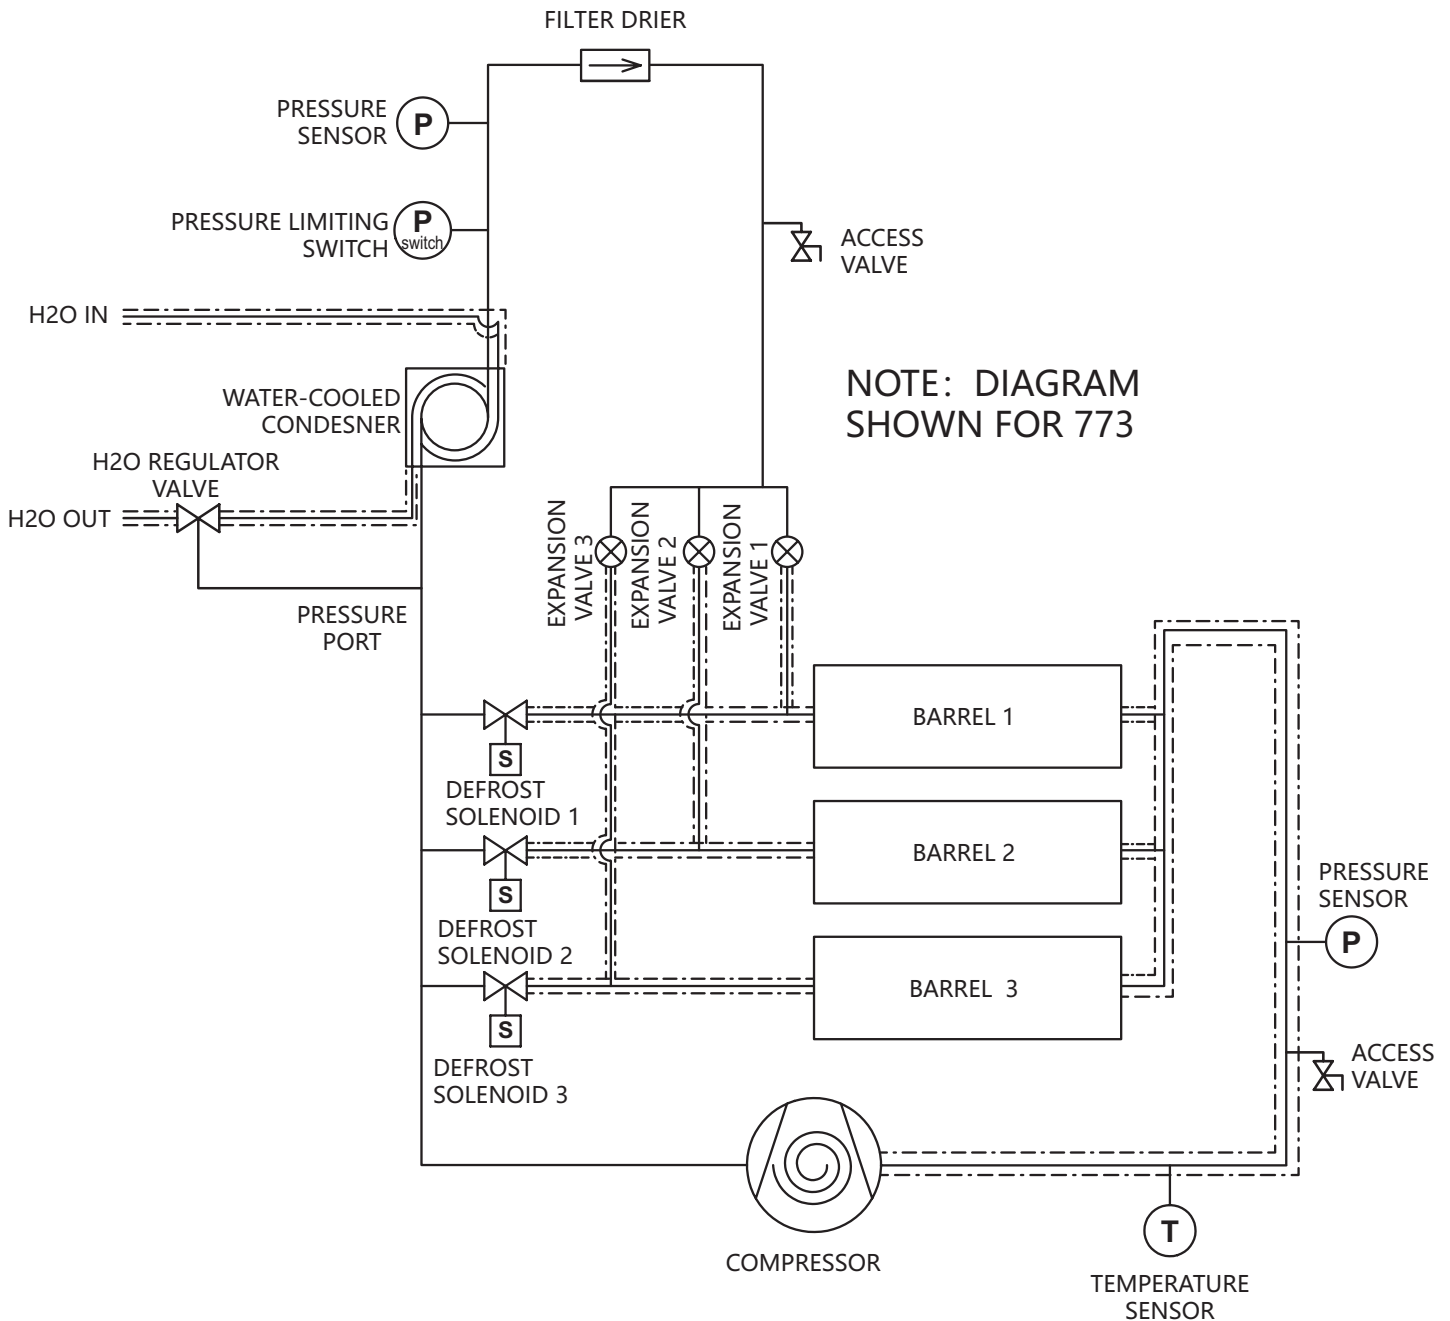 FILTER DRIER
PRESSURE
SENSOR
P
PRESSURE LIMITING
SWITCH
P
switch
ACCESS
VALVE
H2O IN
WATER-COOLED
CONDESNER
NOTE: DIAGRAM
SHOWN FOR 773
H2O REGULATOR
VALVE
H2O OUT
EXPANSION
VALVE 3
EXPANSION
VALVE 2
EXPANSION
VALVE 1
PRESSURE
PORT
BARREL 1
S
DEFROST
SOLENOID 1
BARREL 2
S
DEFROST
SOLENOID 2
PRESSURE
SENSOR
P
BARREL 3
S
DEFROST
SOLENOID 3
ACCESS
VALVE
COMPRESSOR
T
TEMPERATURE
SENSOR